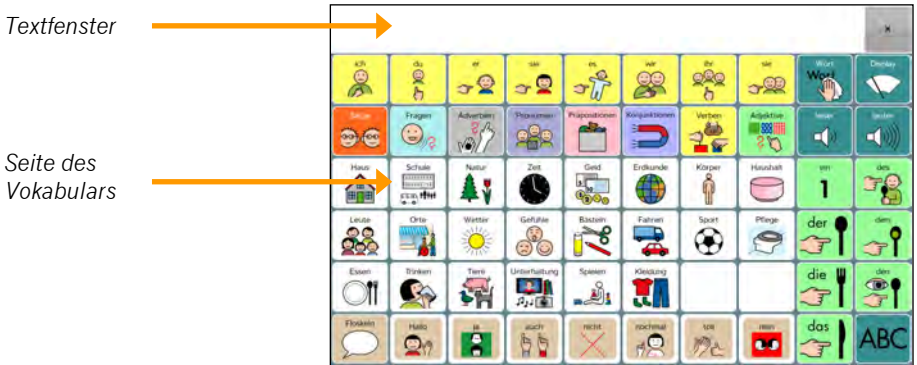 Textfenster
x
ich du er sie es wir ihr sie Wort Display
Wort
Fragen Adverbien Pronomen Präpositionen Konjunktionen Verben Adjektive leiser lauter
Haus Schule Natur Zeit Geld Erdkunde Körper Haushalt ein des
1
Seite des
Vokabulars
Leute Orte Wetter Gefühle Basteln Fahren Sport Pflege der dem
Essen Trinken Tiere Unterhaltung Spielen Kleidung die den
Floskeln Hallo ja auch nicht nochmal das ABC